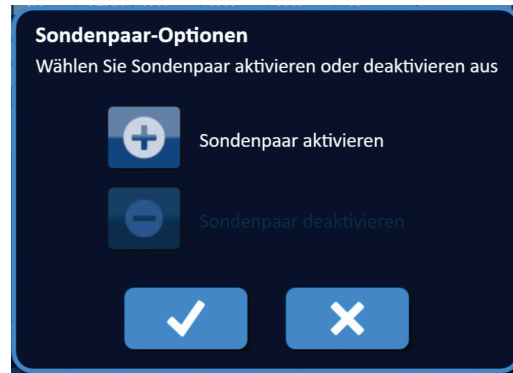 Sondenpaar-Optionen
Wählen Sie Sondenpaar aktivieren oder deaktivieren aus
Sondenpaar aktivieren
Sondenpaar deaktivieren